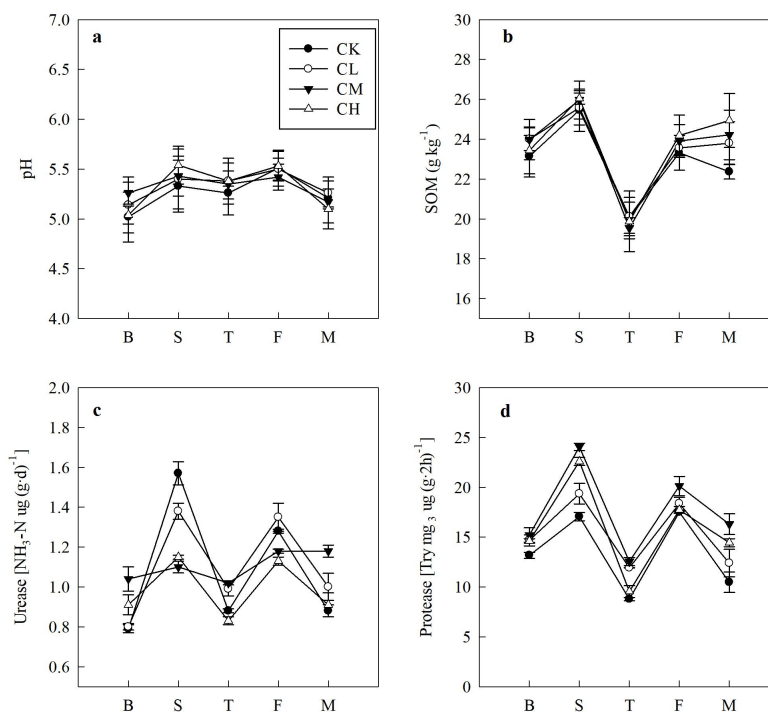 a
7.0
6.5
6.0
5.5
5.0
4.5
4.0
pH
CK
CL
CM
CH
B S T F M
b
30
28
26
24
22
20
18
16
SOM (g kg⁻¹)
B S T F M
c
2.0
1.8
1.6
1.4
1.2
1.0
0.8
0.6
Urease [NH₃-N ug (g·d)⁻¹]
B S T F M
d
30
25
20
15
10
5
0
Protease [Try mg ₃ ug (g·2h)⁻¹]
B S T F M